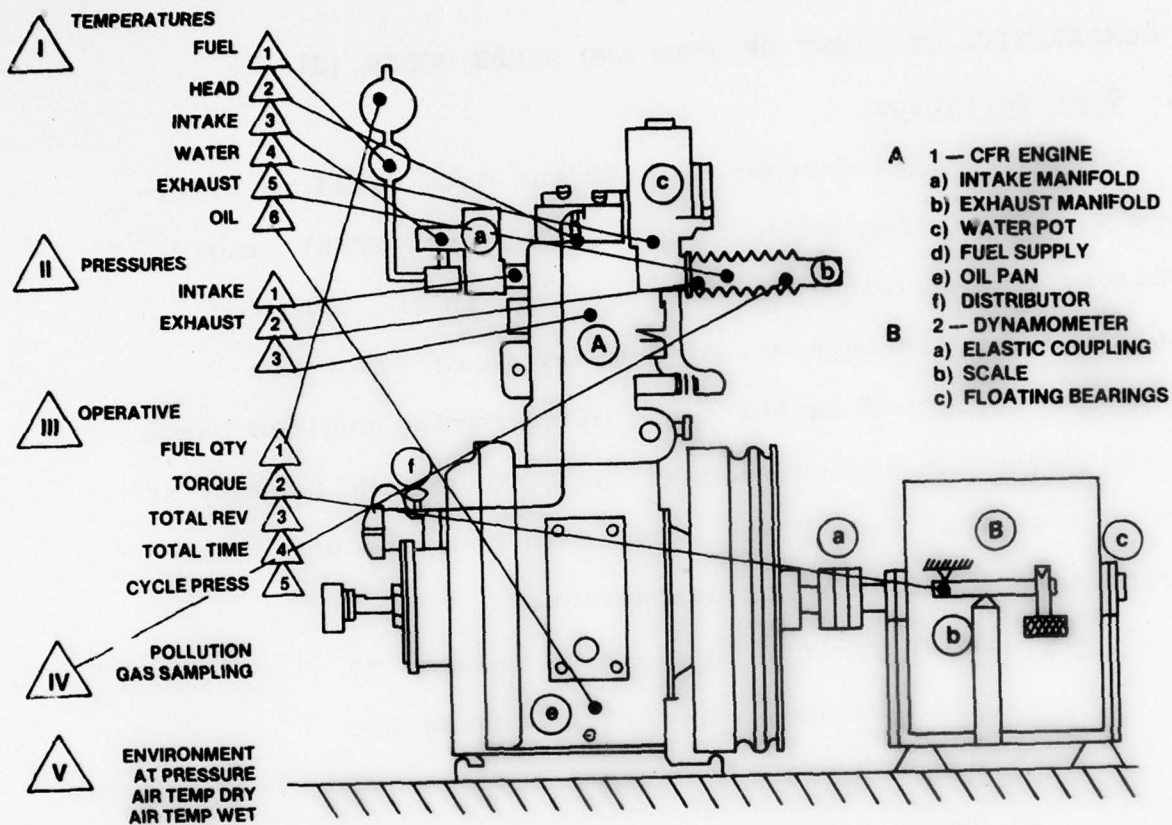 I TEMPERATURES
FUEL 1
HEAD 2
INTAKE 3
WATER 4
EXHAUST 5
OIL 6
II PRESSURES
INTAKE 1
EXHAUST 2
3
III OPERATIVE
FUEL QTY 1
TORQUE 2
TOTAL REV 3
TOTAL TIME 4
CYCLE PRESS 5
IV POLLUTION
GAS SAMPLING
V ENVIRONMENT
AT PRESSURE
AIR TEMP DRY
AIR TEMP WET
c
a
b
A
f
e
a
B
b
c
A 1 — CFR ENGINE
a) INTAKE MANIFOLD
b) EXHAUST MANIFOLD
c) WATER POT
d) FUEL SUPPLY
e) OIL PAN
f) DISTRIBUTOR
B 2 — DYNAMOMETER
a) ELASTIC COUPLING
b) SCALE
c) FLOATING BEARINGS